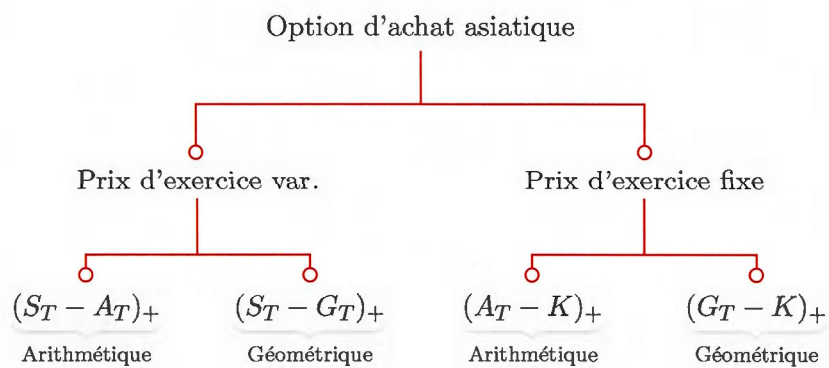 Option d'achat asiatique
Prix d'exercice var. Prix d'exercice fixe
(S_T − A_T)_+ (S_T − G_T)_+ (A_T − K)_+ (G_T − K)_+
Arithmétique Géométrique Arithmétique Géométrique